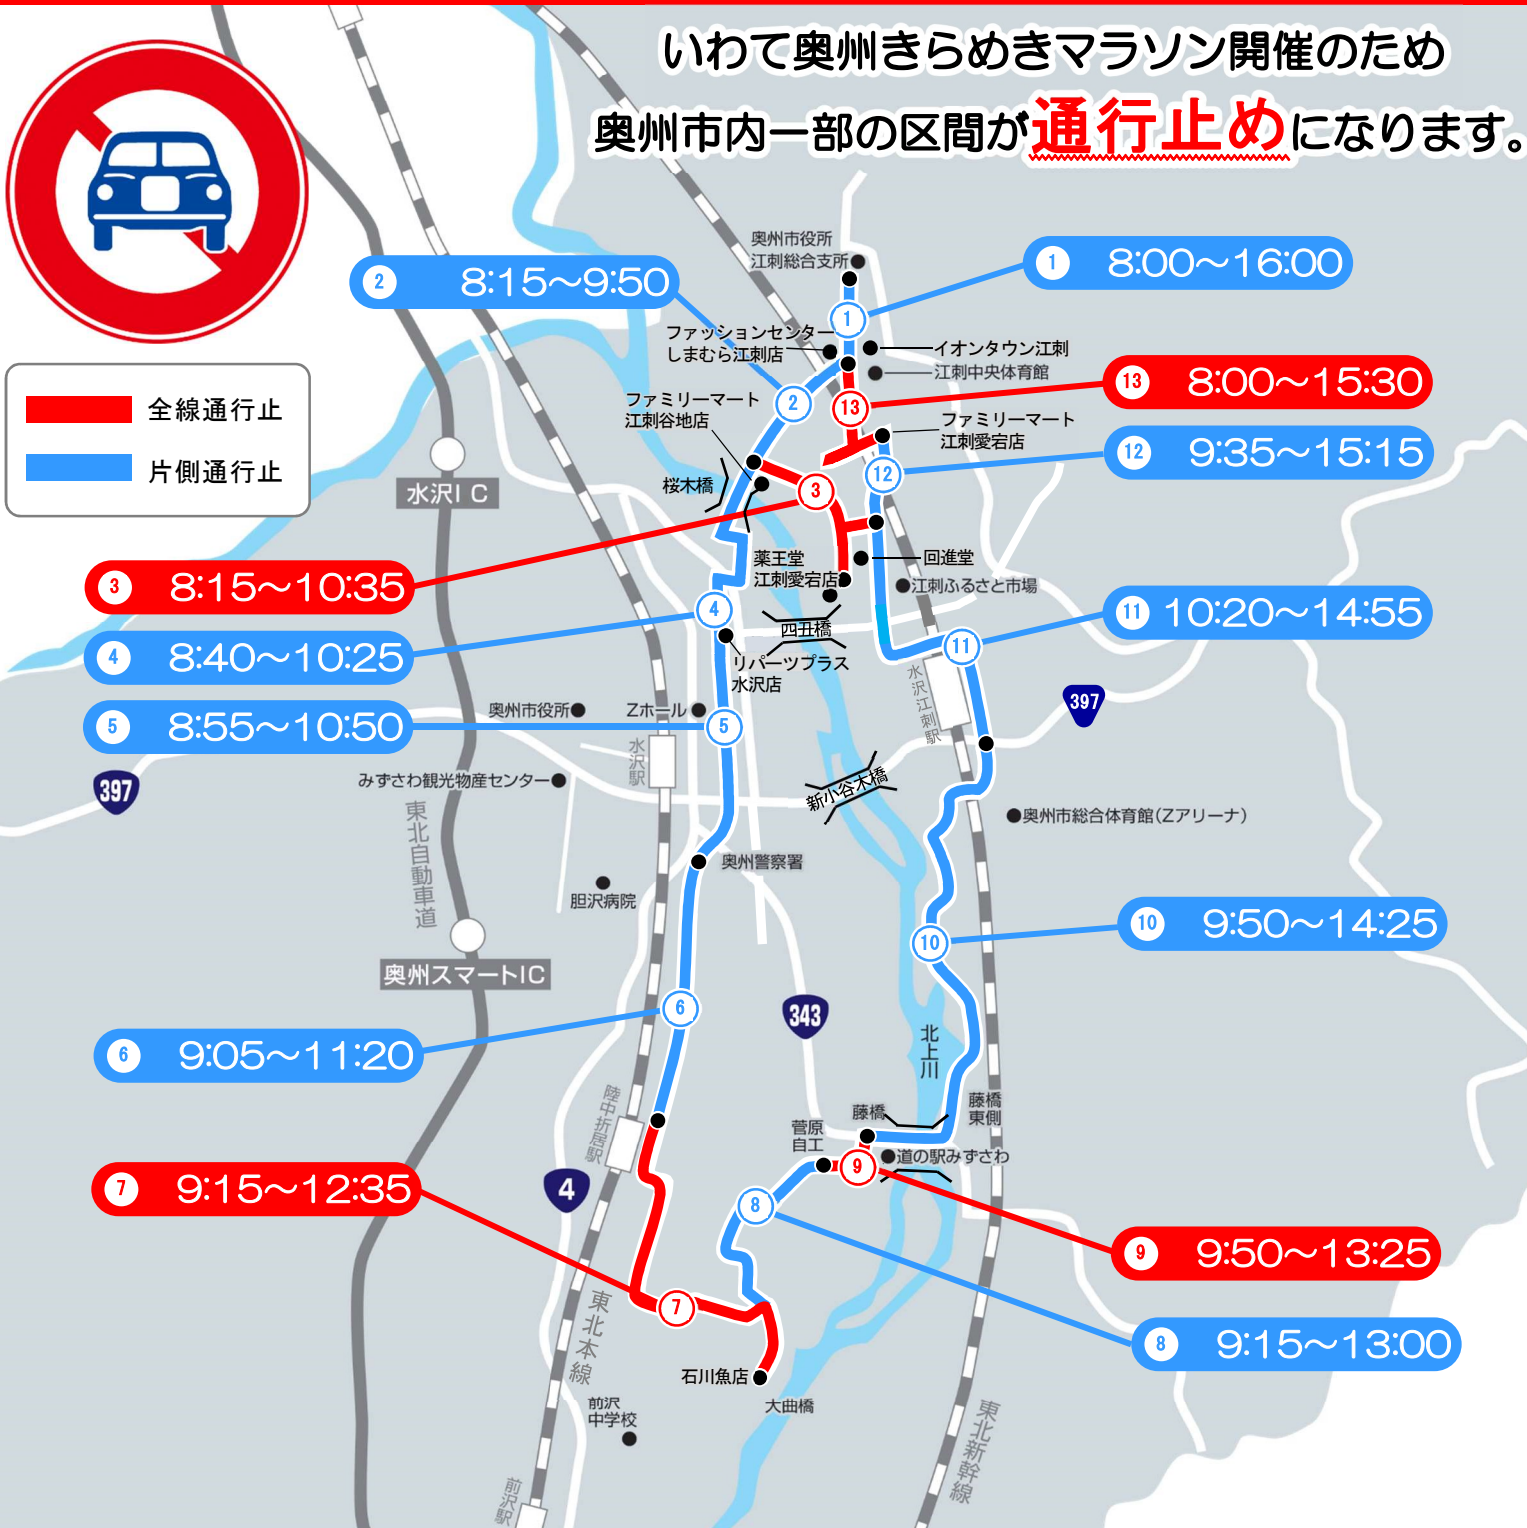 いわて奥州きらめきマラソン開催のため
奥州市内一部の区間が通行止めになります。
全線通行止
片側通行止
1 8:00～16:00
2 8:15～9:50
13 8:00～15:30
12 9:35～15:15
3 8:15～10:35
11 10:20～14:55
4 8:40～10:25
5 8:55～10:50
10 9:50～14:25
6 9:05～11:20
7 9:15～12:35
9 9:50～13:25
8 9:15～13:00
奥州市役所
江刺総合支所
1
ファッションセンター
しまむら江刺店
イオンタウン江刺
江刺中央体育館
2
13
ファミリーマート
江刺谷地店
ファミリーマート
江刺愛宕店
水沢IC
桜木橋
3
12
薬王堂
江刺愛宕店
回進堂
江刺ふるさと市場
4
四丑橋
11
リパーツプラス
水沢店
水沢江刺駅
397
奥州市役所
Zホール
5
水沢駅
みずさわ観光物産センター
397
新小谷木橋
奥州市総合体育館(Zアリーナ)
東北自動車道
奥州警察署
胆沢病院
10
奥州スマートIC
6
343
北上川
陸中折居駅
藤橋
藤橋
東側
菅原
自工
道の駅みずさわ
9
4
8
7
東北本線
石川魚店
大曲橋
前沢
中学校
東北新幹線
前沢駅